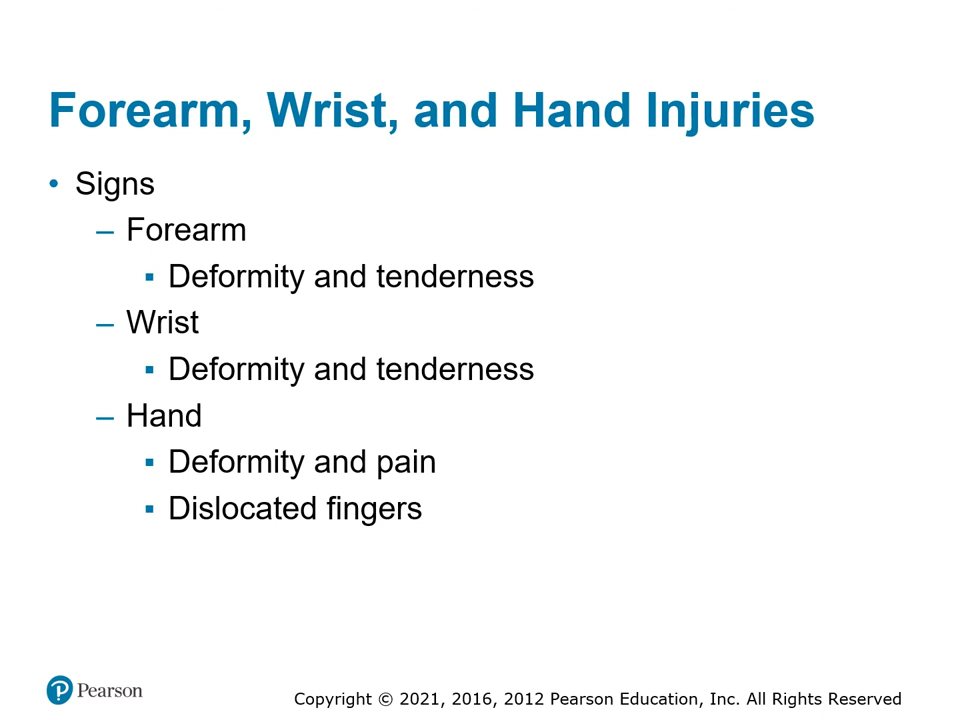 Forearm, Wrist, and Hand Injuries
• Signs
– Forearm
▪ Deformity and tenderness
– Wrist
▪ Deformity and tenderness
– Hand
▪ Deformity and pain
▪ Dislocated fingers
Pearson
Copyright © 2021, 2016, 2012 Pearson Education, Inc. All Rights Reserved